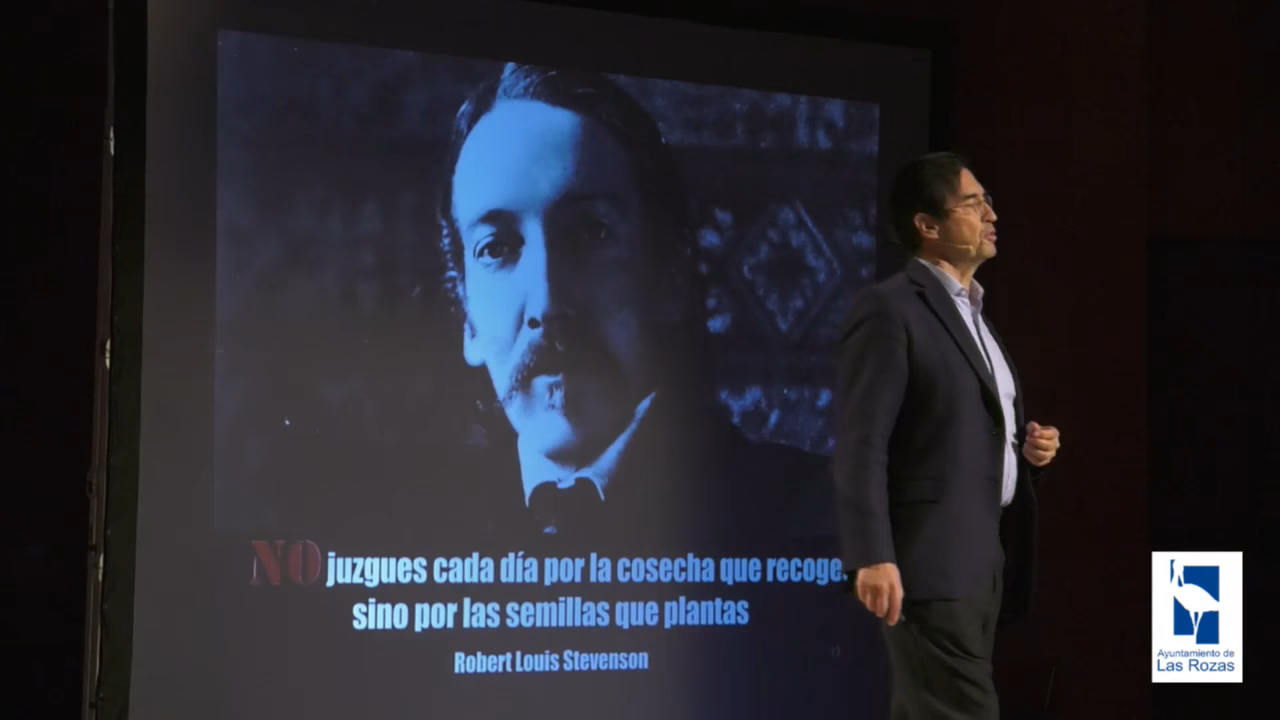 NO juzgues cada día por la cosecha que recoge
sino por las semillas que plantas
Robert Louis Stevenson
Ayuntamiento de
Las Rozas